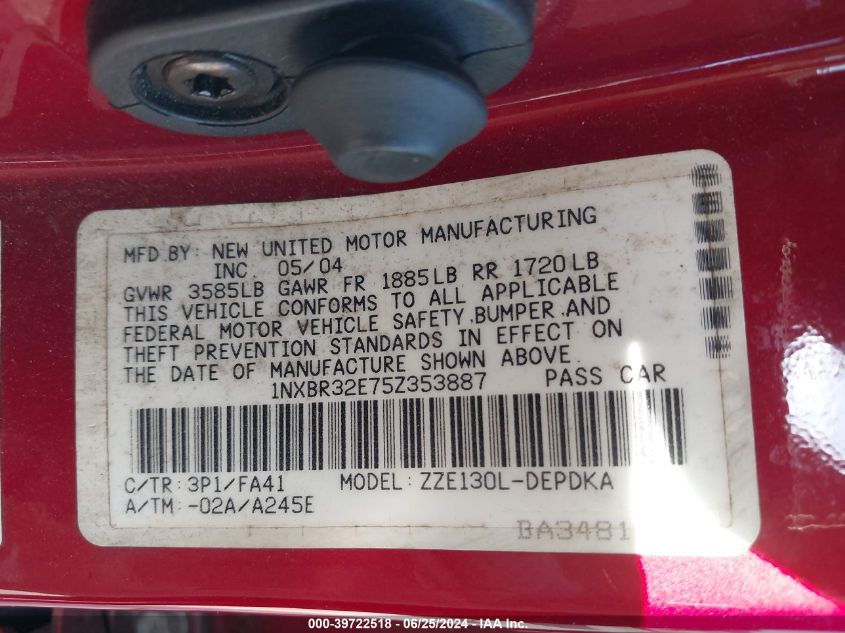 MFD.BY: NEW UNITED MOTOR MANUFACTURING
INC. 05/04
GVWR 3585LB GAWR FR 1885LB RR 1720LB
THIS VEHICLE CONFORMS TO ALL APPLICABLE
FEDERAL MOTOR VEHICLE SAFETY,BUMPER,AND
THEFT PREVENTION STANDARDS IN EFFECT ON
THE DATE OF MANUFACTURE SHOWN ABOVE.
1NXBR32E75Z353887 PASS CAR
C/TR: 3P1/FA41 MODEL: ZZE130L-DEPDKA
A/TM: -02A/A245E
BA3481
000-39722518 - 06/25/2024 - IAA Inc.